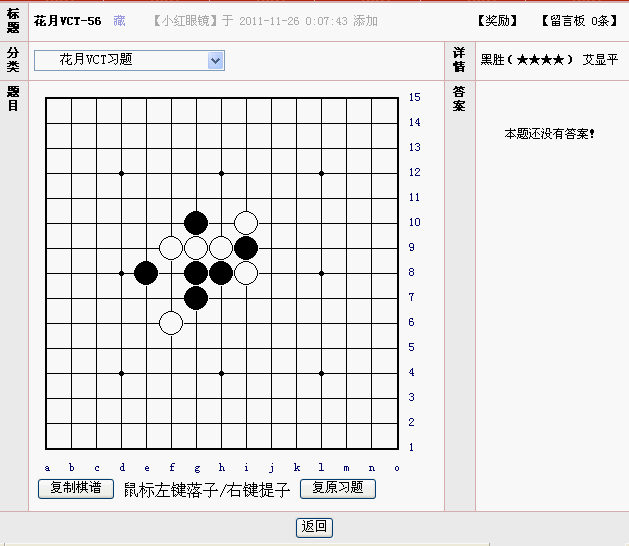 标题
花月VCT-56 藏 【小红眼镜】于 2011-11-26 0:07:43 添加 【奖励】 【留言板 0条】
分类
花月VCT习题
详情
黑胜(★★★★) 艾显平
题目
答案
本题还没有答案!
15
14
13
12
11
10
9
8
7
6
5
4
3
2
1
a b c d e f g h i j k l m n o
复制棋谱 鼠标左键落子/右键提子 复原习题
返回